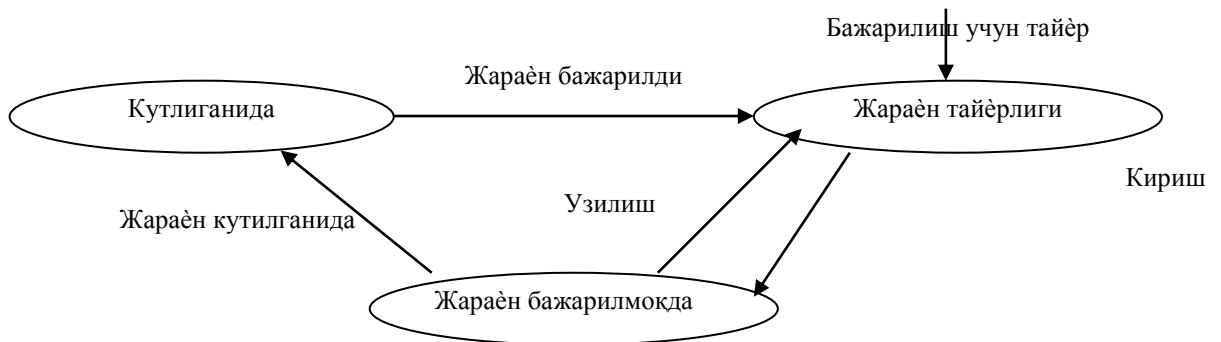 Бажарилиш учун тайѐр
Жараѐн бажарилди
Кутлиганида
Жараѐн тайѐрлиги
Кириш
Узилиш
Жараѐн кутилганида
Жараѐн бажарилмоқда